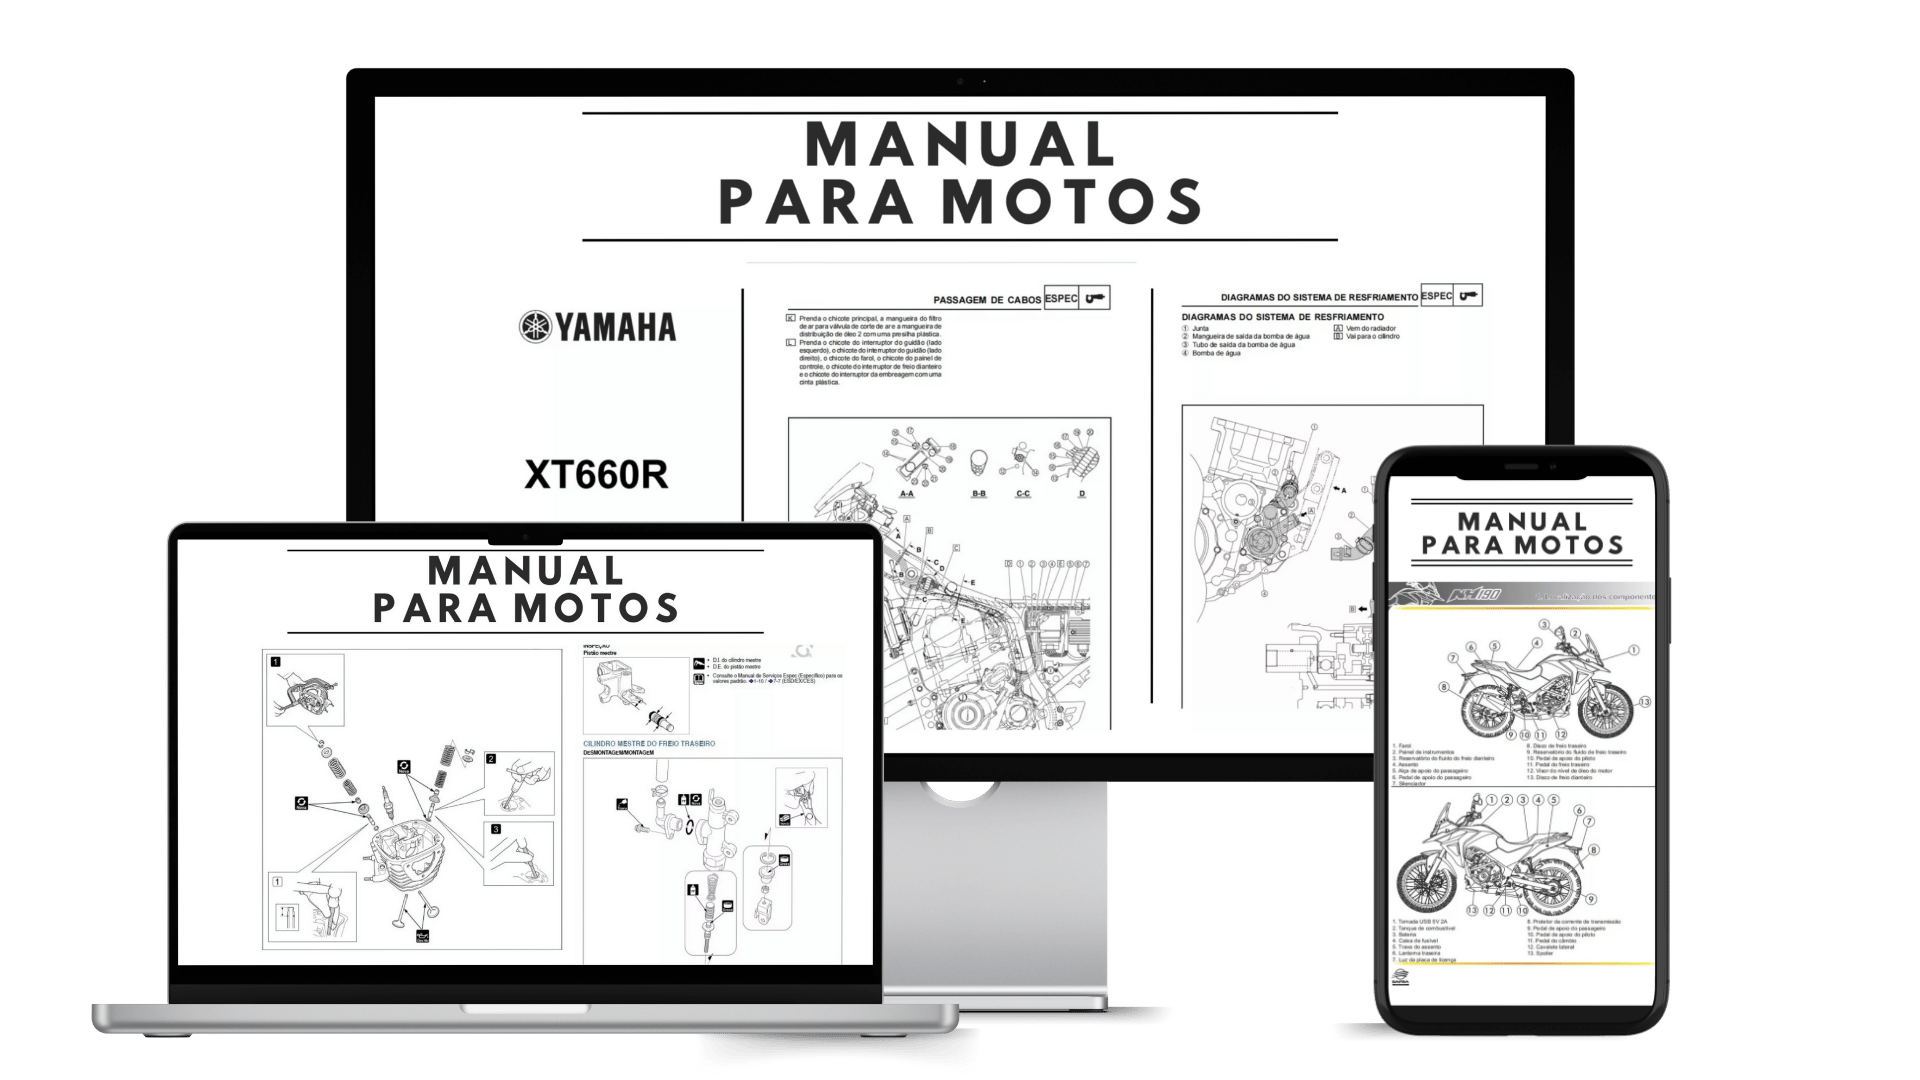 MANUAL
PARA MOTOS
YAMAHA
XT660R
PASSAGEM DE CABOS ESPEC
K Prenda o chicote principal, a mangueira do filtro
de ar para válvula de corte de ar e a mangueira de
distribuição de óleo 2 com uma presilha plástica.
L Prenda o chicote do interruptor do guidão (lado
esquerdo), o chicote do interruptor do guidão (lado
direito), o chicote do farol, o chicote do painel de
controle, o chicote do interruptor de freio dianteiro
e o chicote do interruptor da embreagem com uma
cinta plástica.
A-A B-B C-C D
DIAGRAMAS DO SISTEMA DE RESFRIAMENTO ESPEC
DIAGRAMAS DO SISTEMA DE RESFRIAMENTO
① Junta
② Mangueira de saída da bomba de água
③ Tubo de saída da bomba de água
④ Bomba de água
A Vem do radiador
B Vai para o cilindro
MANUAL
PARA MOTOS
1
2
3
1
INSPEÇÃO
Pistão mestre
• D.I. do cilindro mestre
• D.E. do pistão mestre
• Consulte o Manual de Serviços Espec (Específico) para os
valores padrão.
CILINDRO MESTRE DO FREIO TRASEIRO
DESMONTAGEM/MONTAGEM
MANUAL
PARA MOTOS
Localização dos componente
1. Farol
2. Painel de instrumentos
3. Reservatório do fluido de freio dianteiro
4. Assento
5. Alça de apoio do passageiro
6. Pedal de apoio do passageiro
7. Silenciador
8. Disco de freio traseiro
9. Reservatório do fluido de freio traseiro
10. Pedal de apoio do piloto
11. Pedal do freio traseiro
12. Visor do nível de óleo do motor
13. Disco de freio dianteiro
1. Tomada USB 5V 2A
2. Tanque de combustível
3. Bateria
4. Caixa de fusível
5. Trava do assento
6. Lanterna traseira
7. Luz da placa de licença
8. Protetor da corrente de transmissão
9. Pedal de apoio do passageiro
10. Pedal de apoio do piloto
11. Pedal do câmbio
12. Cavalete lateral
13. Spoiler